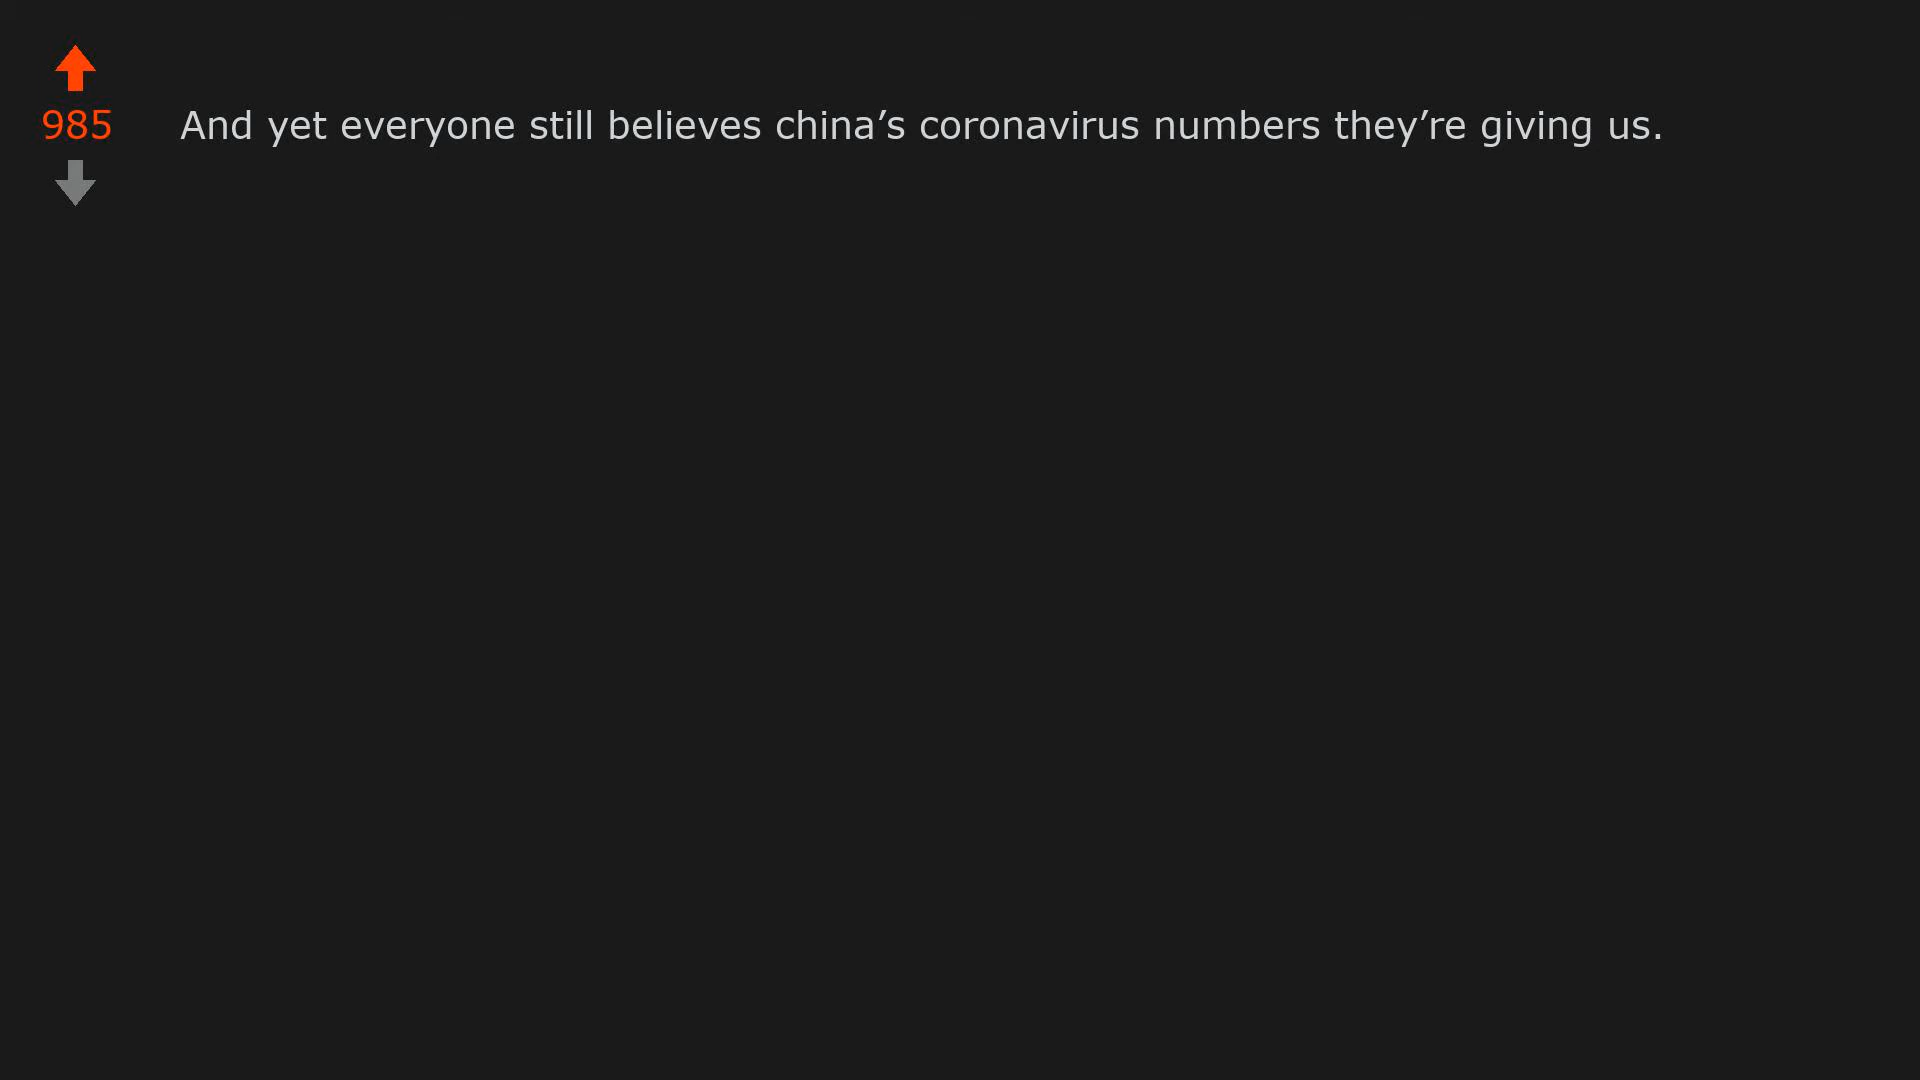 985 And yet everyone still believes china’s coronavirus numbers they’re giving us.